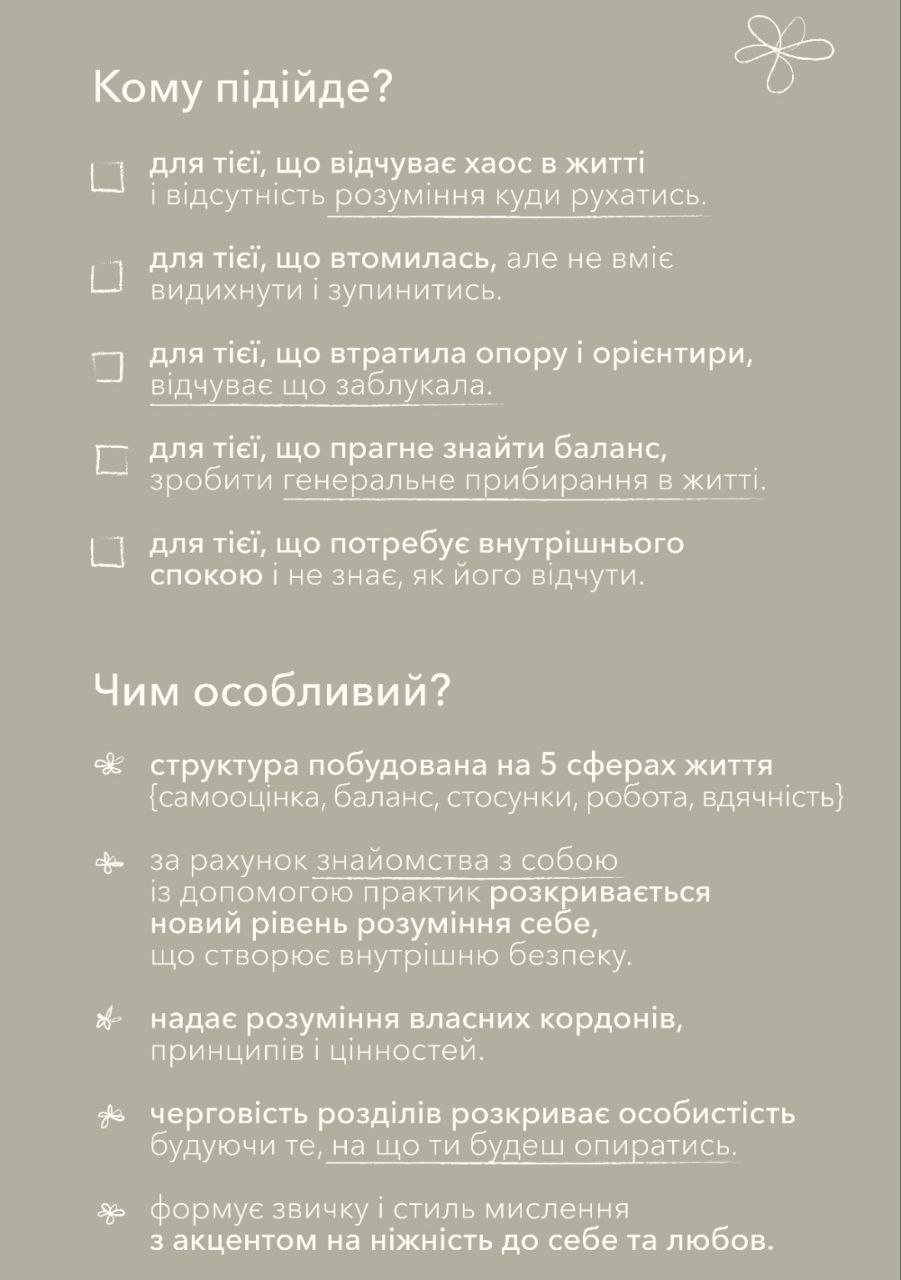 Кому підійде?
для тієї, що відчуває хаос в житті
і відсутність розуміння куди рухатись.
для тієї, що втомилась, але не вміє
видихнути і зупинитись.
для тієї, що втратила опору і орієнтири,
відчуває що заблукала.
для тієї, що прагне знайти баланс,
зробити генеральне прибирання в житті.
для тієї, що потребує внутрішнього
спокою і не знає, як його відчути.
Чим особливий?
структура побудована на 5 сферах життя
{самооцінка, баланс, стосунки, робота, вдячність}
за рахунок знайомства з собою
із допомогою практик розкривається
новий рівень розуміння себе,
що створює внутрішню безпеку.
надає розуміння власних кордонів,
принципів і цінностей.
черговість розділів розкриває особистість
будуючи те, на що ти будеш опиратись.
формує звичку і стиль мислення
з акцентом на ніжність до себе та любов.